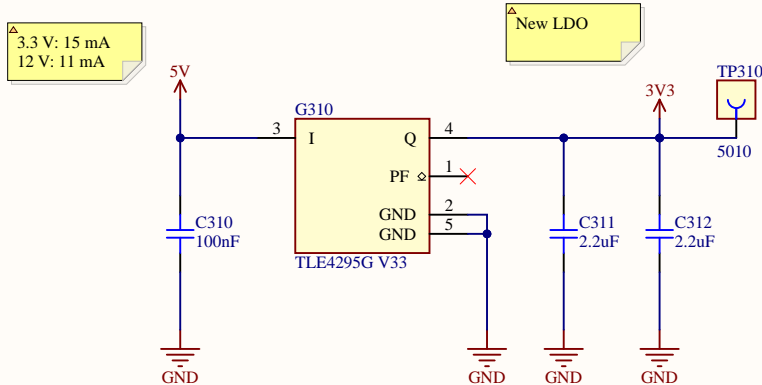 3.3 V: 15 mA
12 V: 11 mA
New LDO
5V
G310
3
I
Q
4
PF
1
GND
2
GND
5
TLE4295G V33
3V3
TP310
5010
C310
100nF
C311
2.2uF
C312
2.2uF
GND
GND
GND
GND